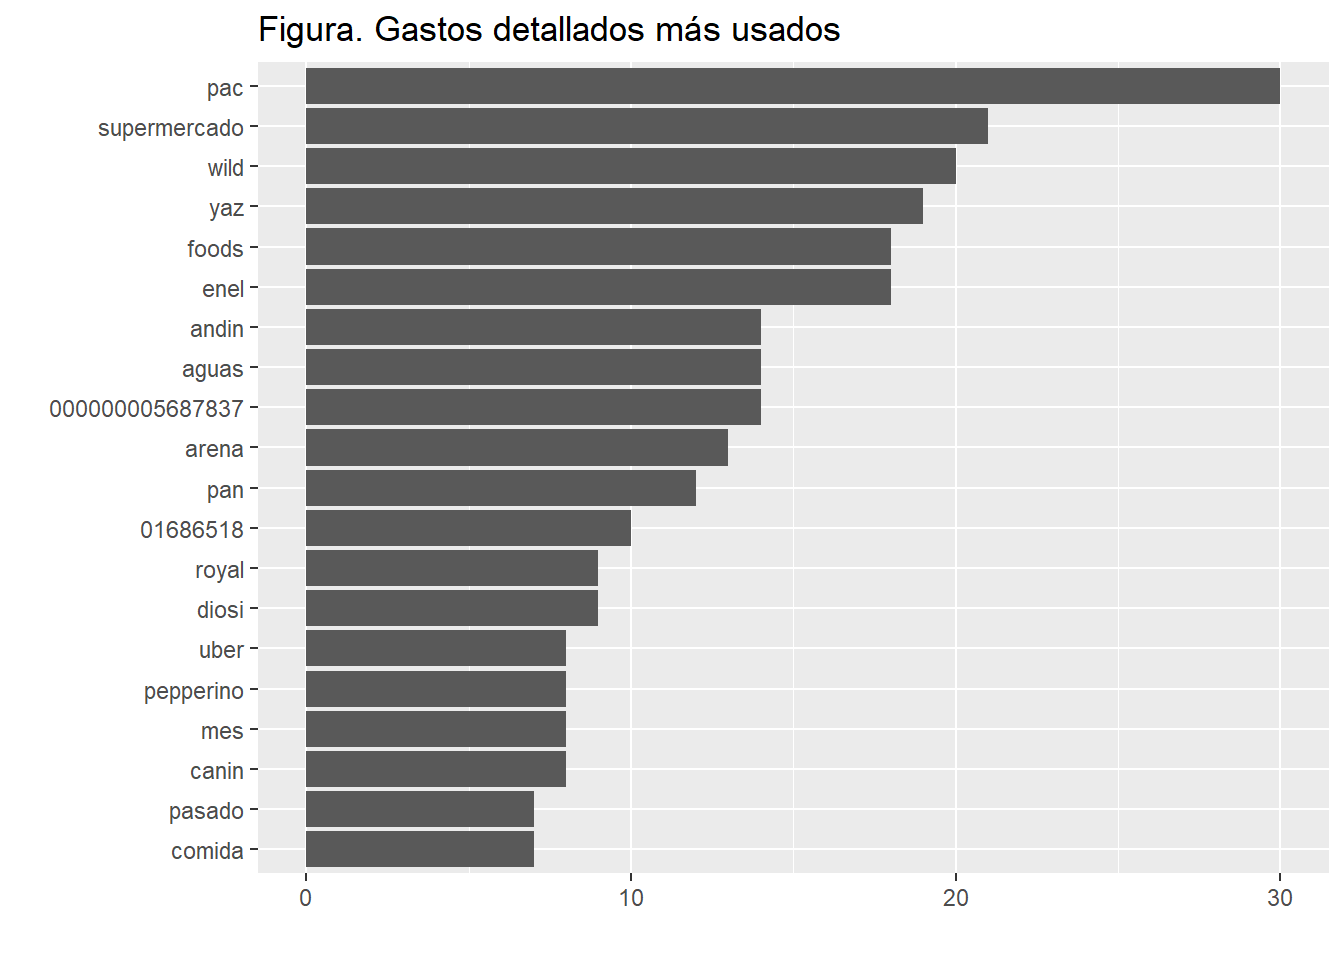 Figura. Gastos detallados más usados
pac
supermercado
wild
yaz
foods
enel
andin
aguas
000000005687837
arena
pan
01686518
royal
diosi
uber
pepperino
mes
canin
pasado
comida
0 10 20 30